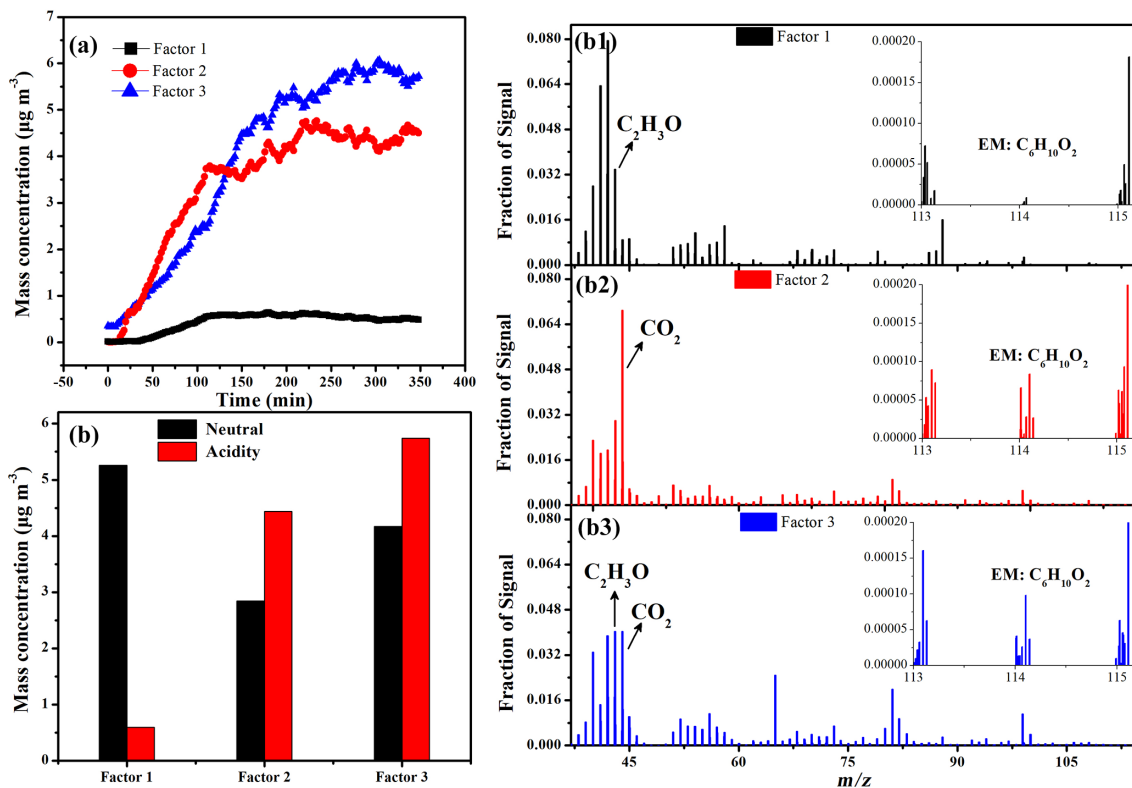 (a)
Factor 1
Factor 2
Factor 3
Mass concentration (μg m⁻³)
7
6
5
4
3
2
1
0
-50 0 50 100 150 200 250 300 350 400
Time (min)
(b)
Neutral
Acidity
Mass concentration (μg m⁻³)
6
5
4
3
2
1
0
Factor 1 Factor 2 Factor 3
(b1)
Factor 1
C₂H₃O
Fraction of Signal
0.080
0.064
0.048
0.032
0.016
0.000
0.00020
0.00015
0.00010
0.00005
0.00000
EM: C₆H₁₀O₂
113 114 115
(b2)
Factor 2
CO₂
Fraction of Signal
0.080
0.064
0.048
0.032
0.016
0.000
0.00020
0.00015
0.00010
0.00005
0.00000
EM: C₆H₁₀O₂
113 114 115
(b3)
Factor 3
C₂H₃O
CO₂
Fraction of Signal
0.080
0.064
0.048
0.032
0.016
0.000
0.00020
0.00015
0.00010
0.00005
0.00000
EM: C₆H₁₀O₂
113 114 115
45 60 75 90 105
m/z